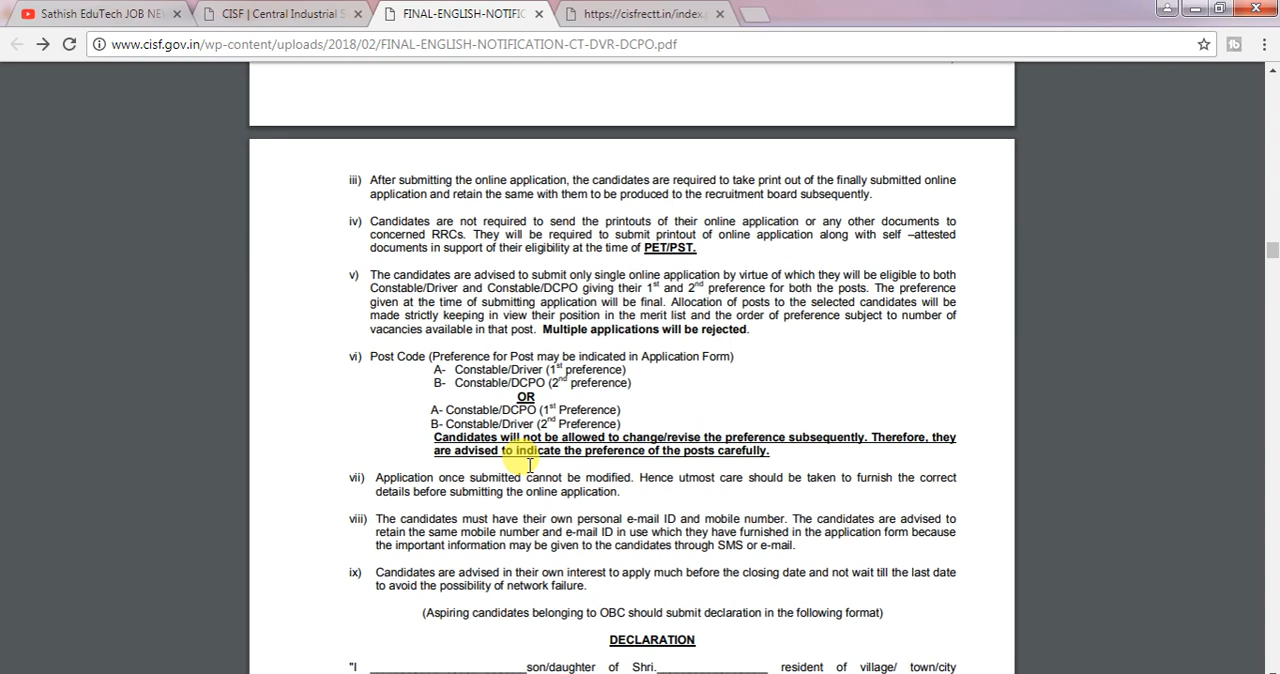 Sathish EduTech JOB NE
CISF | Central Industrial S
FINAL-ENGLISH-NOTIFIC
https://cisfrectt.in/index.
www.cisf.gov.in/wp-content/uploads/2018/02/FINAL-ENGLISH-NOTIFICATION-CT-DVR-DCPO.pdf
iii) After submitting the online application, the candidates are required to take print out of the finally submitted online
application and retain the same with them to be produced to the recruitment board subsequently.
iv) Candidates are not required to send the printouts of their online application or any other documents to
concerned RRCs. They will be required to submit printout of online application along with self –attested
documents in support of their eligibility at the time of PET/PST.
v) The candidates are advised to submit only single online application by virtue of which they will be eligible to both
Constable/Driver and Constable/DCPO giving their 1st and 2nd preference for both the posts. The preference
given at the time of submitting application will be final. Allocation of posts to the selected candidates will be
made strictly keeping in view their position in the merit list and the order of preference subject to number of
vacancies available in that post. Multiple applications will be rejected.
vi) Post Code (Preference for Post may be indicated in Application Form)
A- Constable/Driver (1st preference)
B- Constable/DCPO (2nd preference)
OR
A- Constable/DCPO (1st Preference)
B- Constable/Driver (2nd Preference)
Candidates will not be allowed to change/revise the preference subsequently. Therefore, they
are advised to indicate the preference of the posts carefully.
vii) Application once submitted cannot be modified. Hence utmost care should be taken to furnish the correct
details before submitting the online application.
viii) The candidates must have their own personal e-mail ID and mobile number. The candidates are advised to
retain the same mobile number and e-mail ID in use which they have furnished in the application form because
the important information may be given to the candidates through SMS or e-mail.
ix) Candidates are advised in their own interest to apply much before the closing date and not wait till the last date
to avoid the possibility of network failure.
(Aspiring candidates belonging to OBC should submit declaration in the following format)
DECLARATION
"I ________________________son/daughter of Shri.________________ resident of village/ town/city